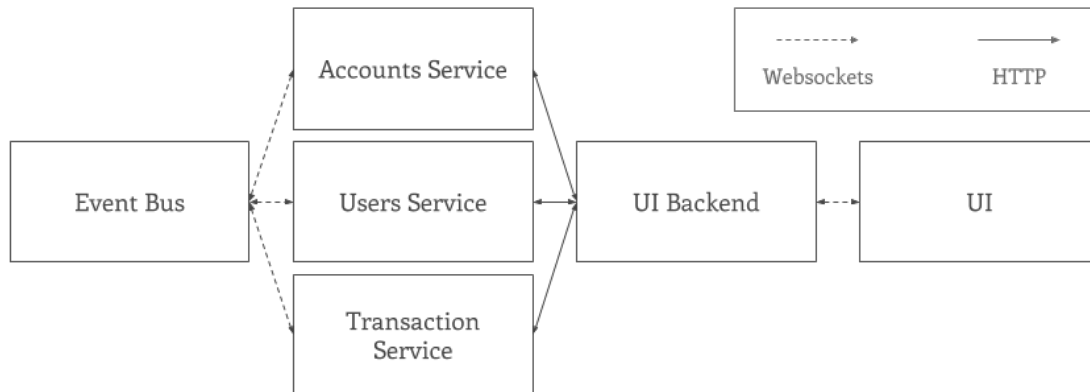 Accounts Service
Websockets
HTTP
Event Bus
Users Service
UI Backend
UI
Transaction
Service